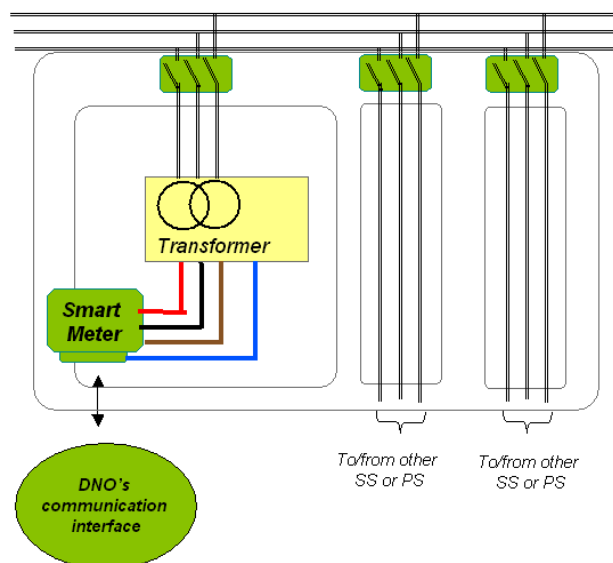 Transformer
Smart
Meter
DNO's
communication
interface
To/from other
SS or PS
To/from other
SS or PS